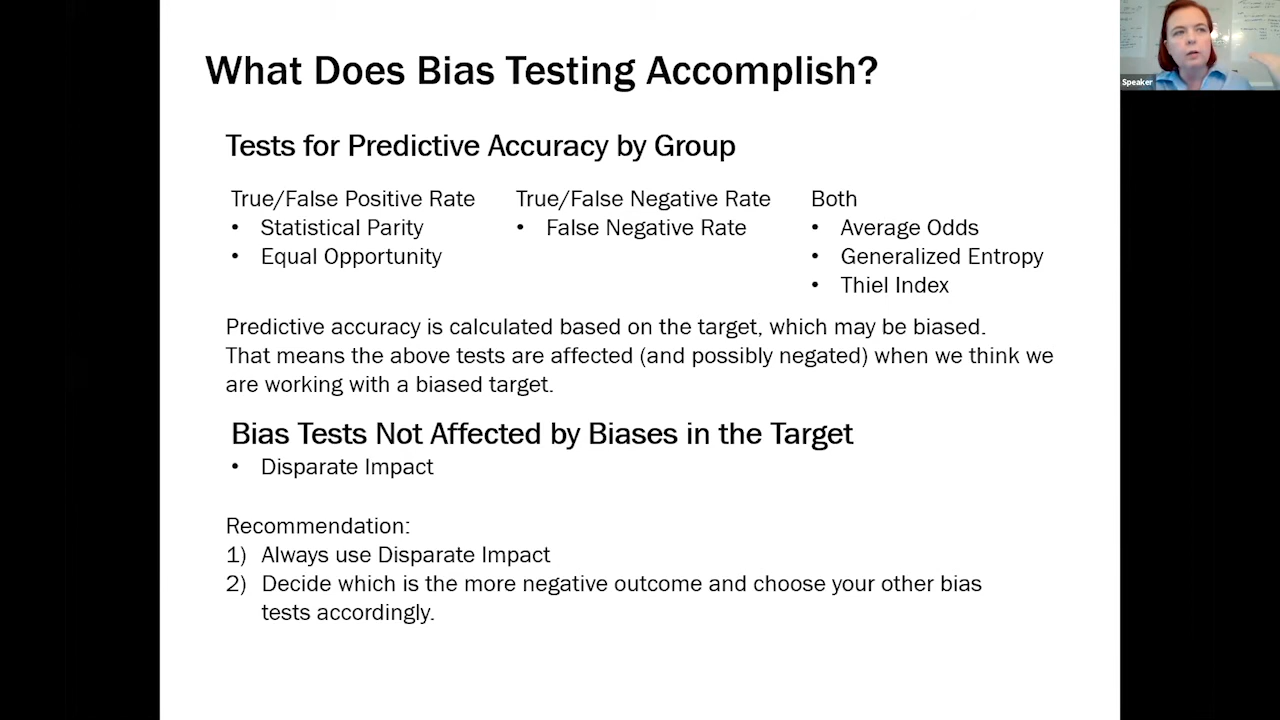 What Does Bias Testing Accomplish?
Speaker
Tests for Predictive Accuracy by Group
True/False Positive Rate
• Statistical Parity
• Equal Opportunity
True/False Negative Rate
• False Negative Rate
Both
• Average Odds
• Generalized Entropy
• Thiel Index
Predictive accuracy is calculated based on the target, which may be biased.
That means the above tests are affected (and possibly negated) when we think we
are working with a biased target.
Bias Tests Not Affected by Biases in the Target
• Disparate Impact
Recommendation:
1) Always use Disparate Impact
2) Decide which is the more negative outcome and choose your other bias
tests accordingly.